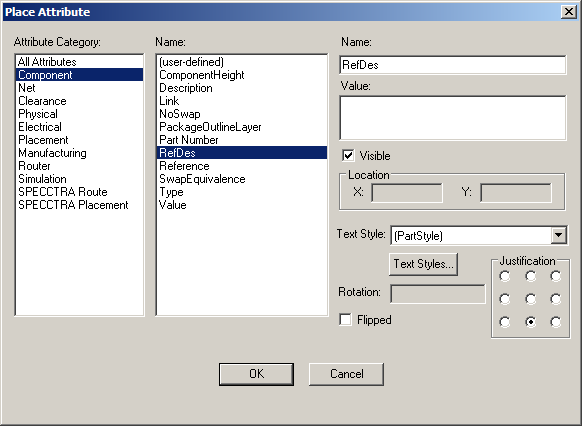 Place Attribute
Attribute Category:
All Attributes
Component
Net
Clearance
Physical
Electrical
Placement
Manufacturing
Router
Simulation
SPECCTRA Route
SPECCTRA Placement
Name:
(user-defined)
ComponentHeight
Description
Link
NoSwap
PackageOutlineLayer
Part Number
RefDes
Reference
SwapEquivalence
Type
Value
Name:
RefDes
Value:
Visible
Location
X: Y:
Text Style: (PartStyle)
Text Styles...
Rotation:
Flipped
Justification
OK Cancel